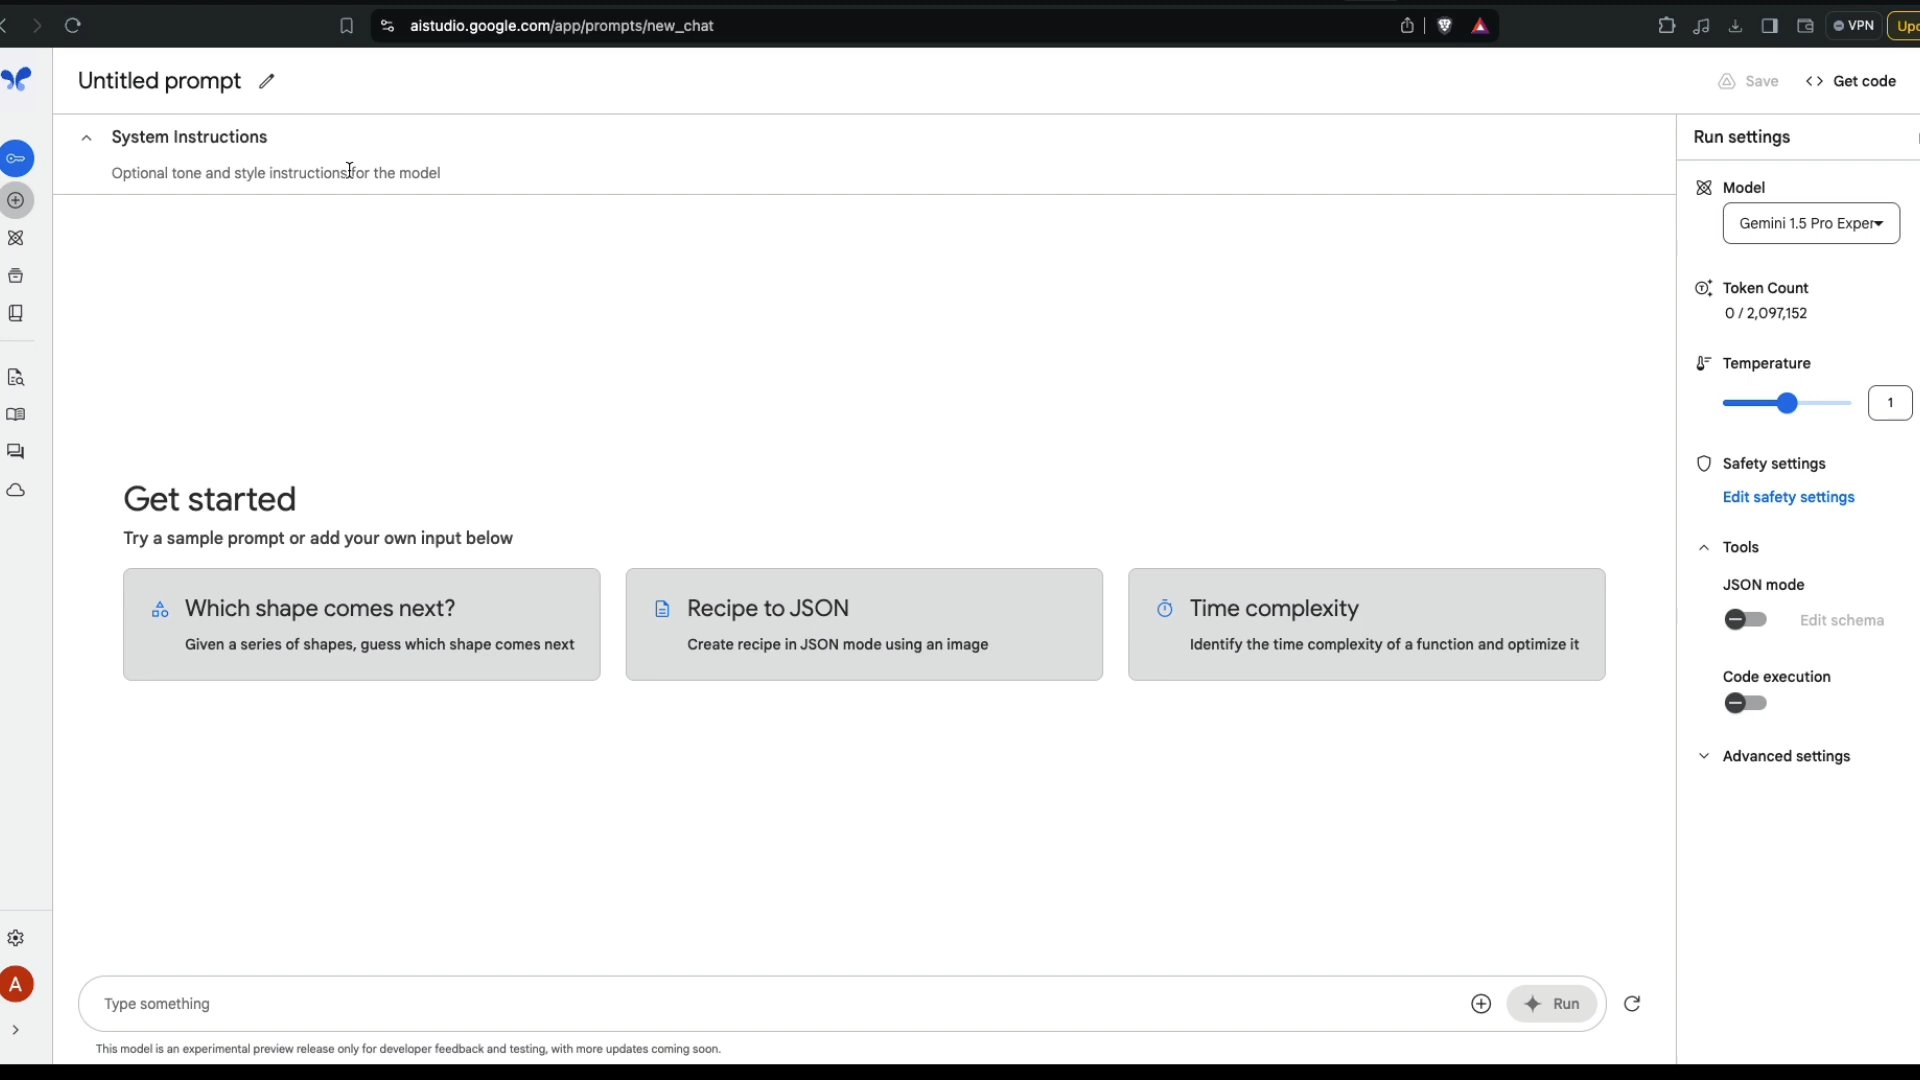 aistudio.google.com/app/prompts/new_chat
VPN
Untitled prompt
Save
<> Get code
System Instructions
Optional tone and style instructions for the model
Run settings
Model
Gemini 1.5 Pro Exper
Token Count
0 / 2,097,152
Temperature
1
Safety settings
Edit safety settings
Tools
JSON mode
Edit schema
Code execution
Advanced settings
Get started
Try a sample prompt or add your own input below
Which shape comes next?
Given a series of shapes, guess which shape comes next
Recipe to JSON
Create recipe in JSON mode using an image
Time complexity
Identify the time complexity of a function and optimize it
A
Type something
Run
This model is an experimental preview release only for developer feedback and testing, with more updates coming soon.